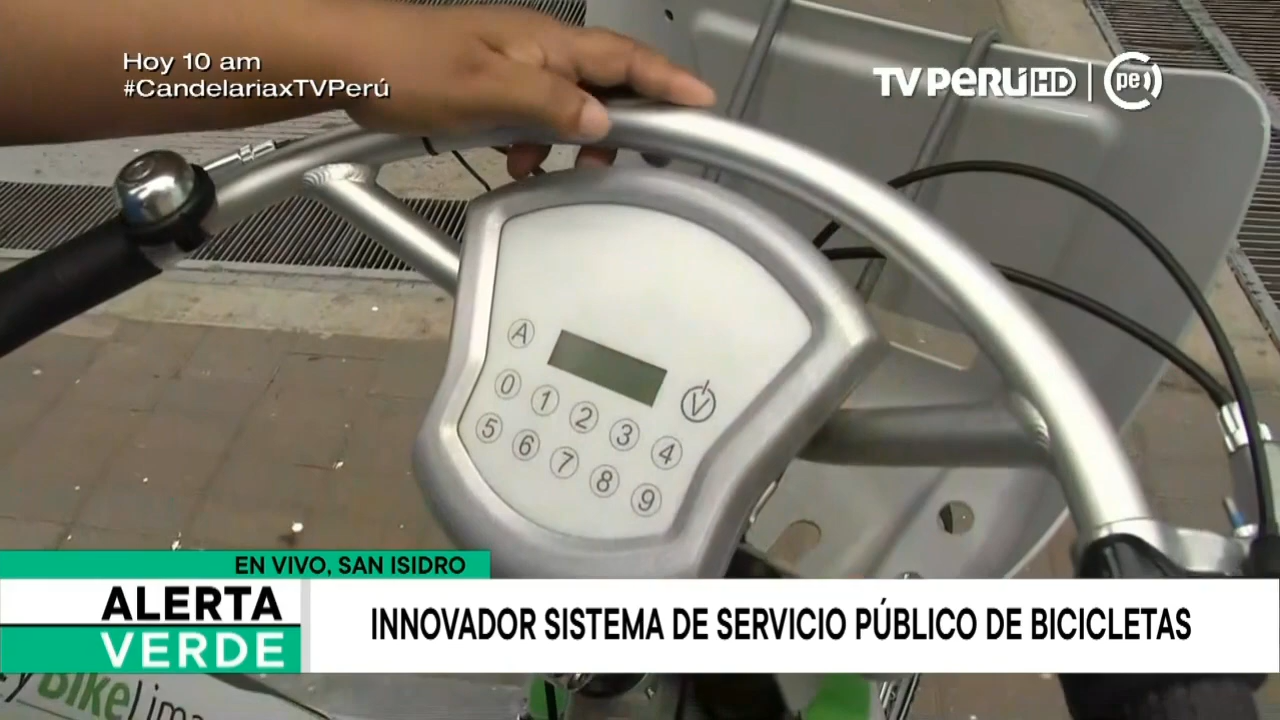 Hoy 10 am
#CandelariaxTVPerú
TV PERÚ HD
pe
A
0 1 2 3 4
V
5 6 7 8 9
EN VIVO, SAN ISIDRO
ALERTA
VERDE
INNOVADOR SISTEMA DE SERVICIO PÚBLICO DE BICICLETAS
yBikeLima